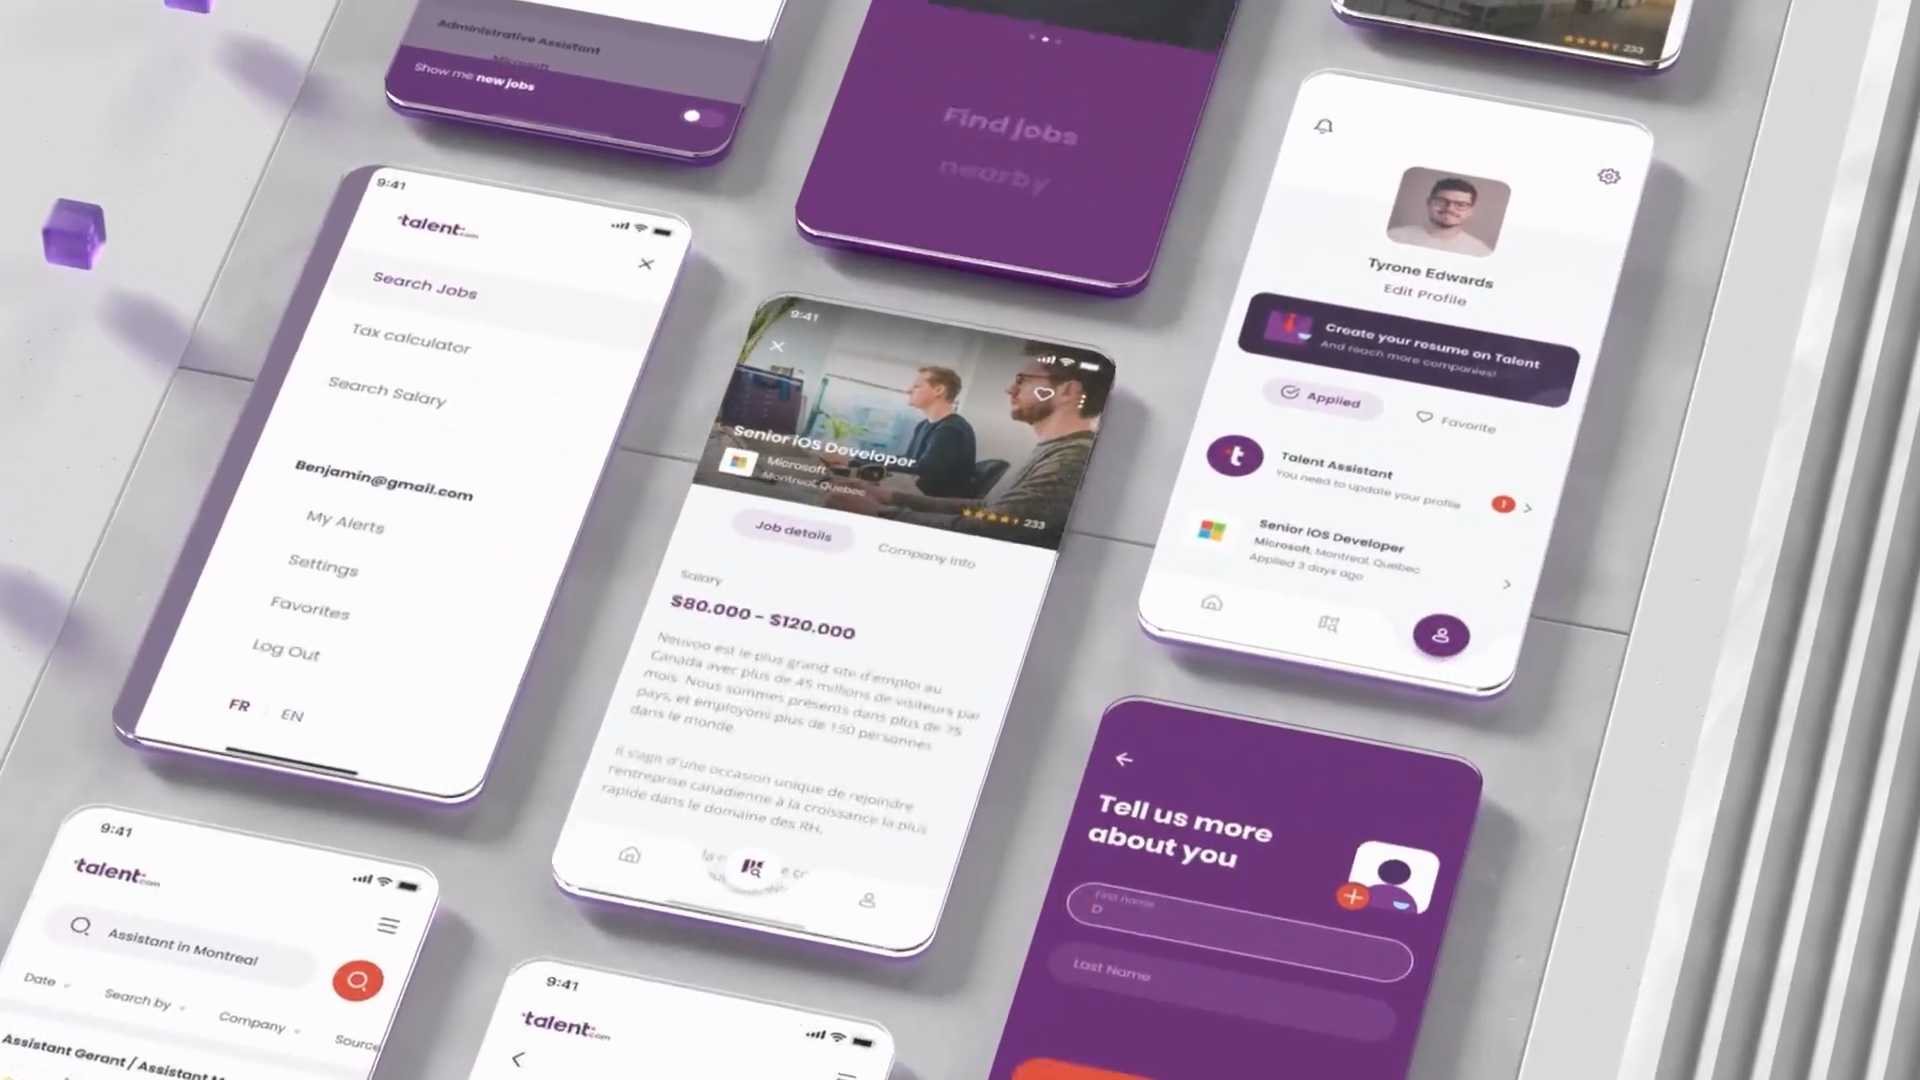 Administrative Assistant
Microsoft
Show me new jobs
Find jobs
nearby
233
9:41
talent.com
Search Jobs
Tax calculator
Search Salary
Benjamin@gmail.com
My Alerts
Settings
Favorites
Log Out
FR EN
9:41
Senior iOS Developer
Microsoft
Montreal, Quebec
233
Job details
Company Info
Salary
$80.000 - $120.000
Neuvoo est le plus grand site d'emploi au
Canada avec plus de 45 millions de visiteurs par
mois. Nous sommes présents dans plus de 75
pays, et employons plus de 150 personnes
dans le monde.
Il s'agit d'une occasion unique de rejoindre
l'entreprise canadienne à la croissance la plus
rapide dans le domaine des RH.
Tyrone Edwards
Edit Profile
Create your resume on Talent
And reach more companies!
Applied
Favorite
t
Talent Assistant
You need to update your profile
1
Senior iOS Developer
Microsoft, Montreal, Quebec
Applied 3 days ago
Tell us more
about you
First name
D
Last Name
9:41
talent.com
Assistant in Montreal
Date
Search by
Company
Source
Assistant Gerant / Assistant
9:41
talent.com